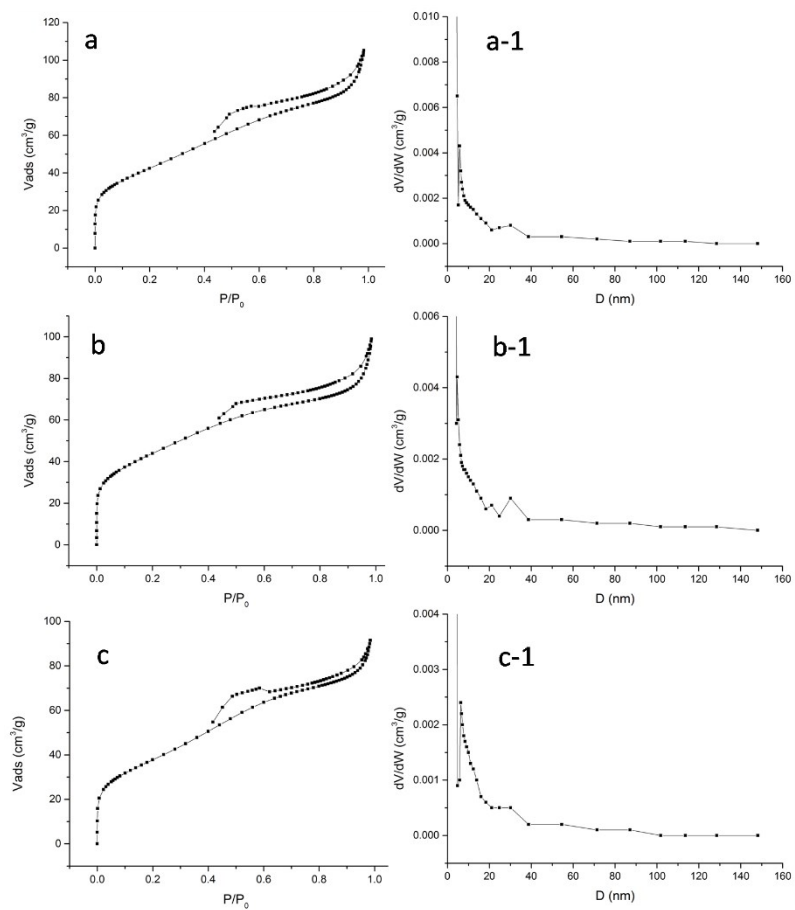 a
Vads (cm³/g)
120
100
80
60
40
20
0
0.0 0.2 0.4 0.6 0.8 1.0
P/P₀
a-1
dV/dW (cm³/g)
0.010
0.008
0.006
0.004
0.002
0.000
0 20 40 60 80 100 120 140 160
D (nm)
b
Vads (cm³/g)
100
80
60
40
20
0
0.0 0.2 0.4 0.6 0.8 1.0
P/P₀
b-1
dV/dW (cm³/g)
0.006
0.004
0.002
0.000
0 20 40 60 80 100 120 140 160
D (nm)
c
Vads (cm³/g)
100
80
60
40
20
0
0.0 0.2 0.4 0.6 0.8 1.0
P/P₀
c-1
dV/dW (cm³/g)
0.004
0.003
0.002
0.001
0.000
0 20 40 60 80 100 120 140 160
D (nm)